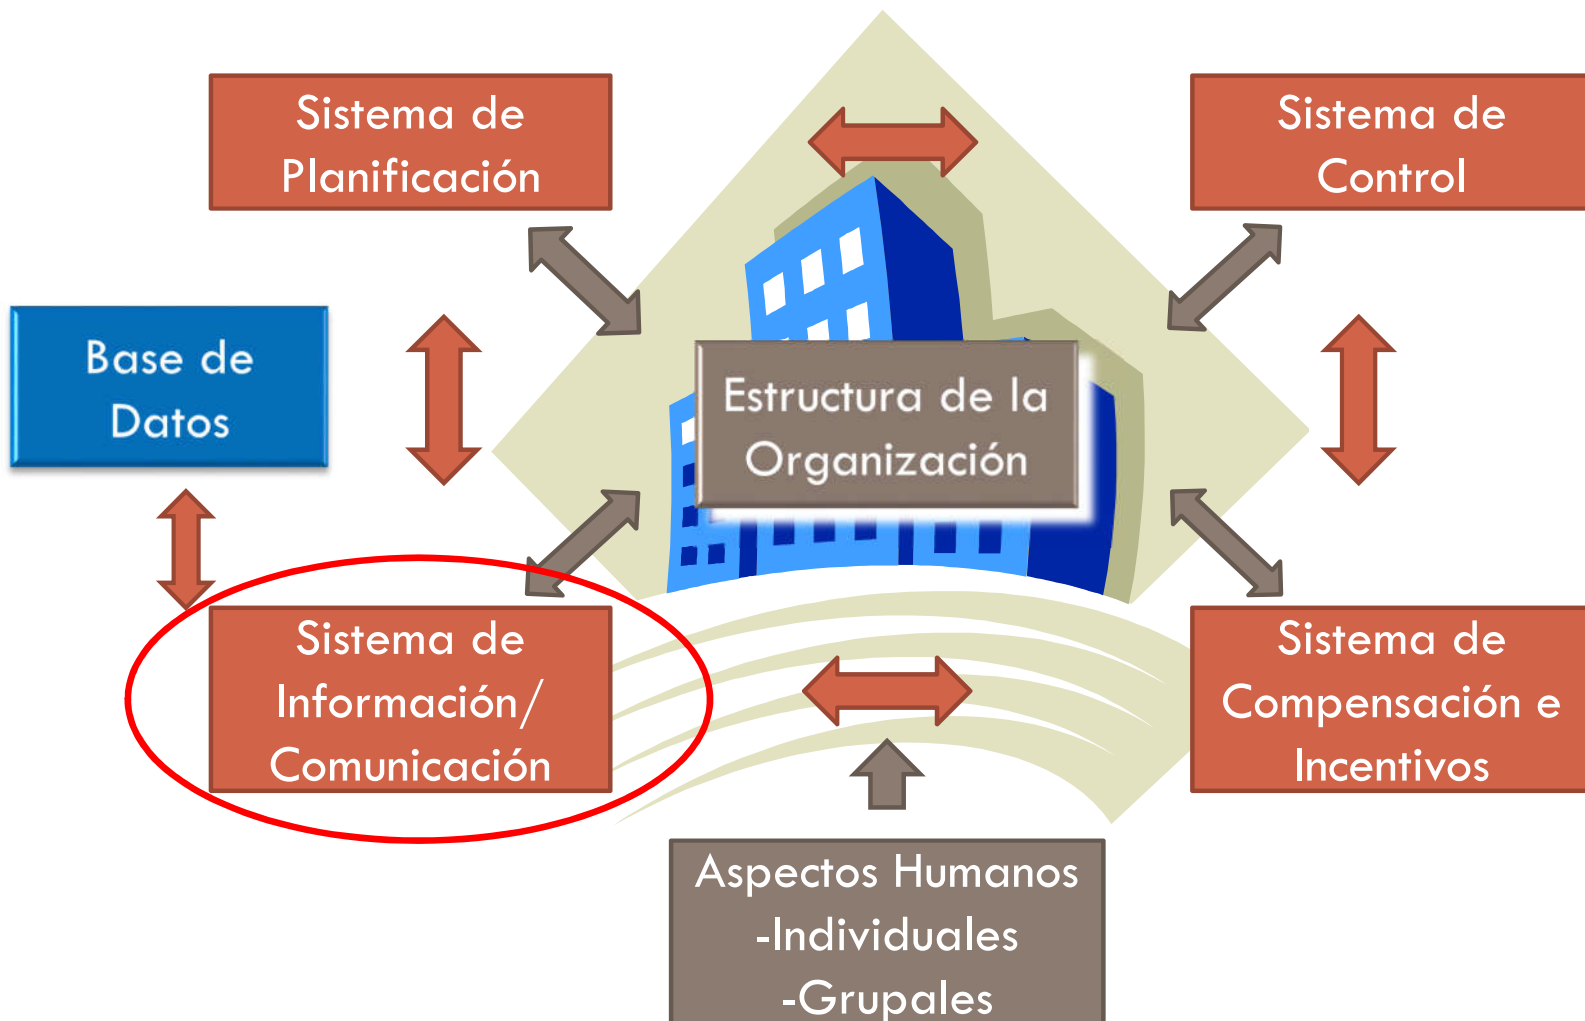 Sistema de
Planificación
Sistema de
Control
Base de
Datos
Estructura de la
Organización
Sistema de
Información/
Comunicación
Sistema de
Compensación e
Incentivos
Aspectos Humanos
-Individuales
-Grupales